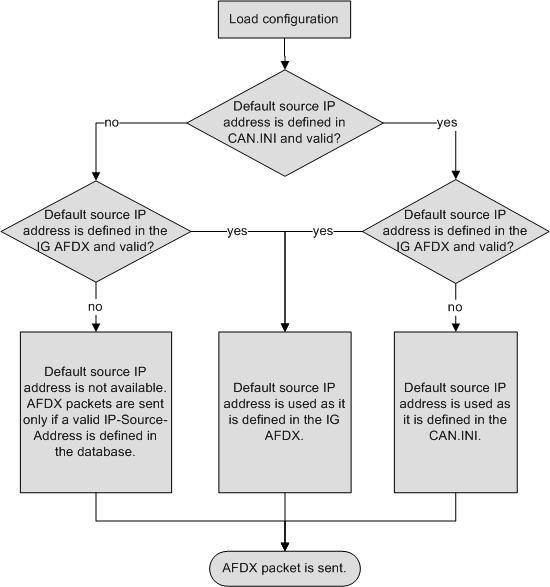 Load configuration
Default source IP
address is defined in
CAN.INI and valid?
no
yes
Default source IP
address is defined in the
IG AFDX and valid?
yes
yes
Default source IP
address is defined in the
IG AFDX and valid?
no
no
Default source IP
address is not available.
AFDX packets are sent
only if a valid IP-Source-
Address is defined in
the database.
Default source IP
address is used as it
is defined in the IG
AFDX.
Default source IP
address is used as
it is defined in the
CAN.INI.
AFDX packet is sent.